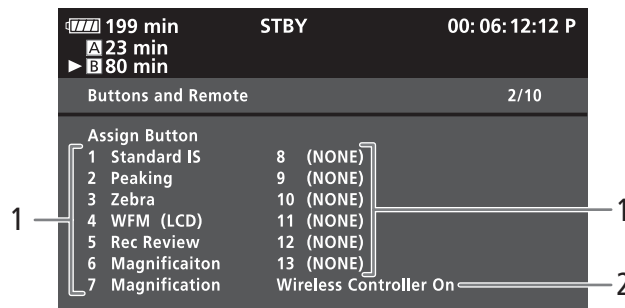 199 min STBY 00: 06: 12:12 P
A 23 min
B 80 min
Buttons and Remote 2/10
Assign Button
1 Standard IS 8 (NONE)
2 Peaking 9 (NONE)
3 Zebra 10 (NONE)
4 WFM (LCD) 11 (NONE)
5 Rec Review 12 (NONE)
6 Magnificaiton 13 (NONE)
7 Magnification Wireless Controller On
1
1
2